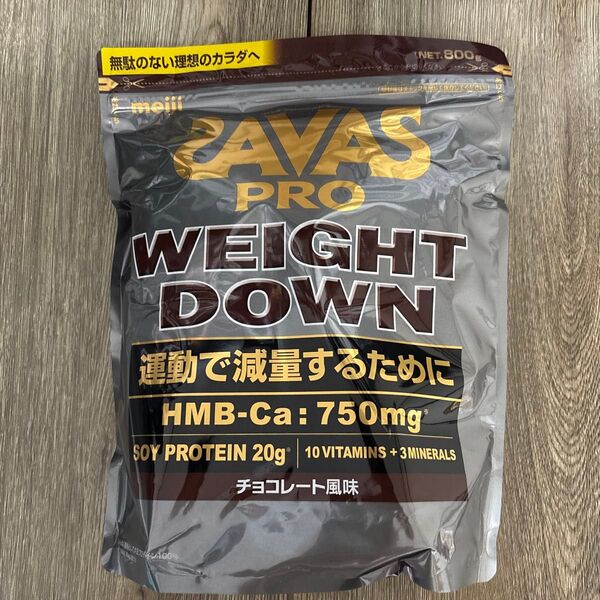 無駄のない理想のカラダへ
NET.800g
meiji
SAVAS
PRO
WEIGHT
DOWN
運動で減量するために
HMB-Ca：750mg※
SOY PROTEIN 20g※ 10 VITAMINS + 3 MINERALS
チョコレート風味